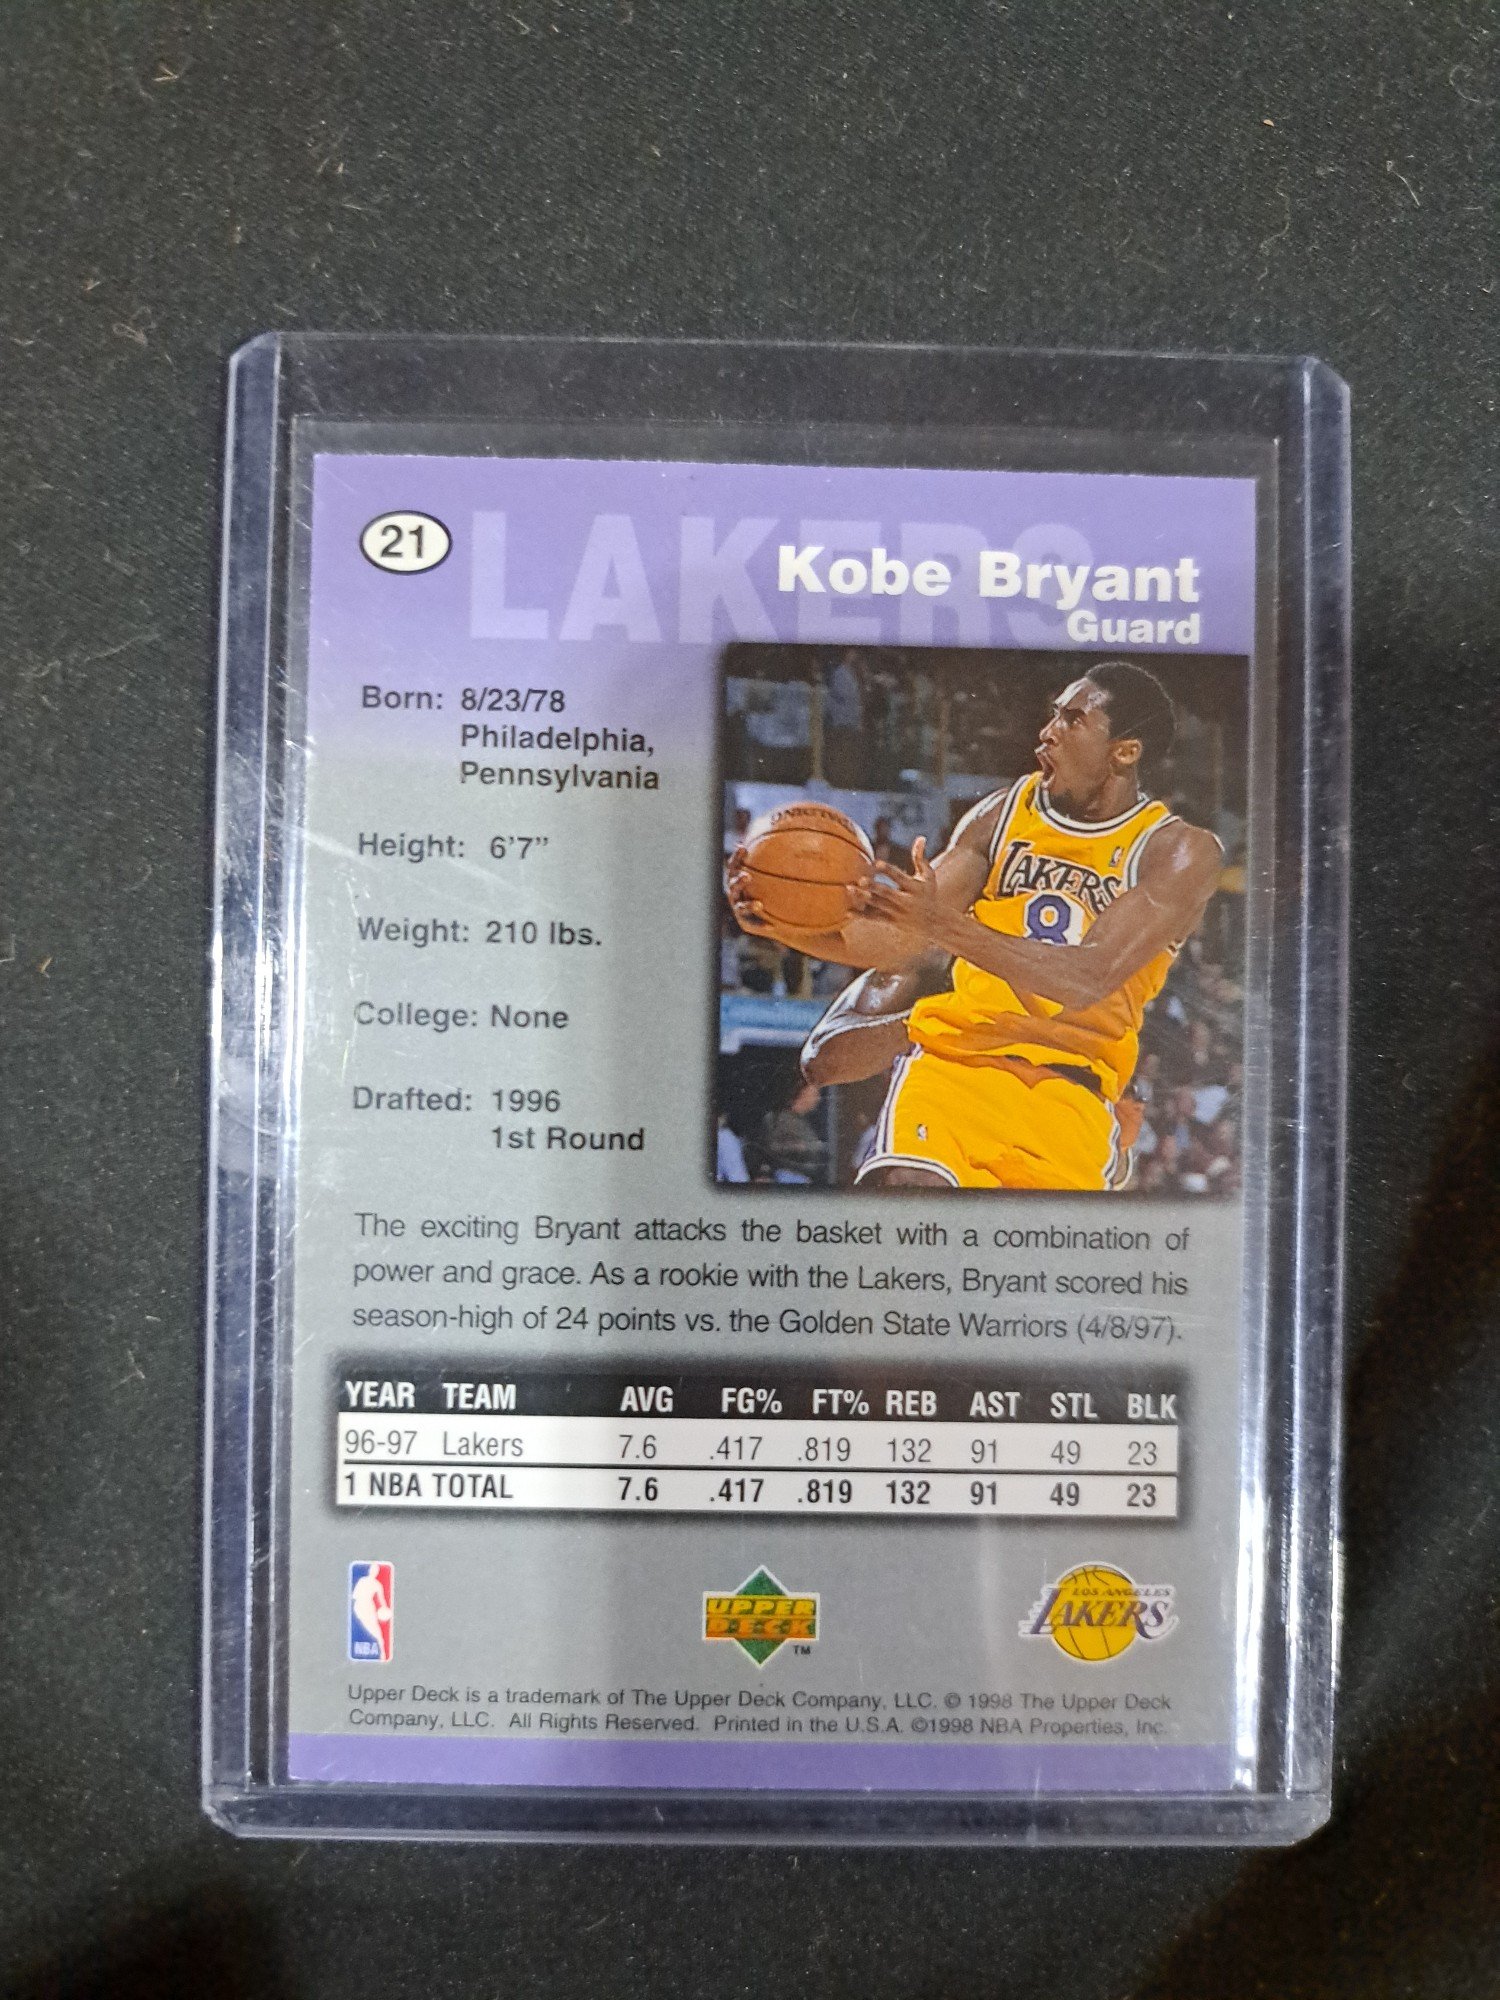 21
LAKERS
Kobe Bryant
Guard
Born: 8/23/78
Philadelphia,
Pennsylvania
Height: 6'7"
Weight: 210 lbs.
College: None
Drafted: 1996
1st Round
LAKERS
8
The exciting Bryant attacks the basket with a combination of
power and grace. As a rookie with the Lakers, Bryant scored his
season-high of 24 points vs. the Golden State Warriors (4/8/97).
YEAR TEAM AVG FG% FT% REB AST STL BLK
96-97 Lakers 7.6 .417 .819 132 91 49 23
1 NBA TOTAL 7.6 .417 .819 132 91 49 23
NBA
UPPER
DECK
TM
LOS ANGELES
LAKERS
Upper Deck is a trademark of The Upper Deck Company, LLC. © 1998 The Upper Deck
Company, LLC. All Rights Reserved. Printed in the U.S.A. ©1998 NBA Properties, Inc.